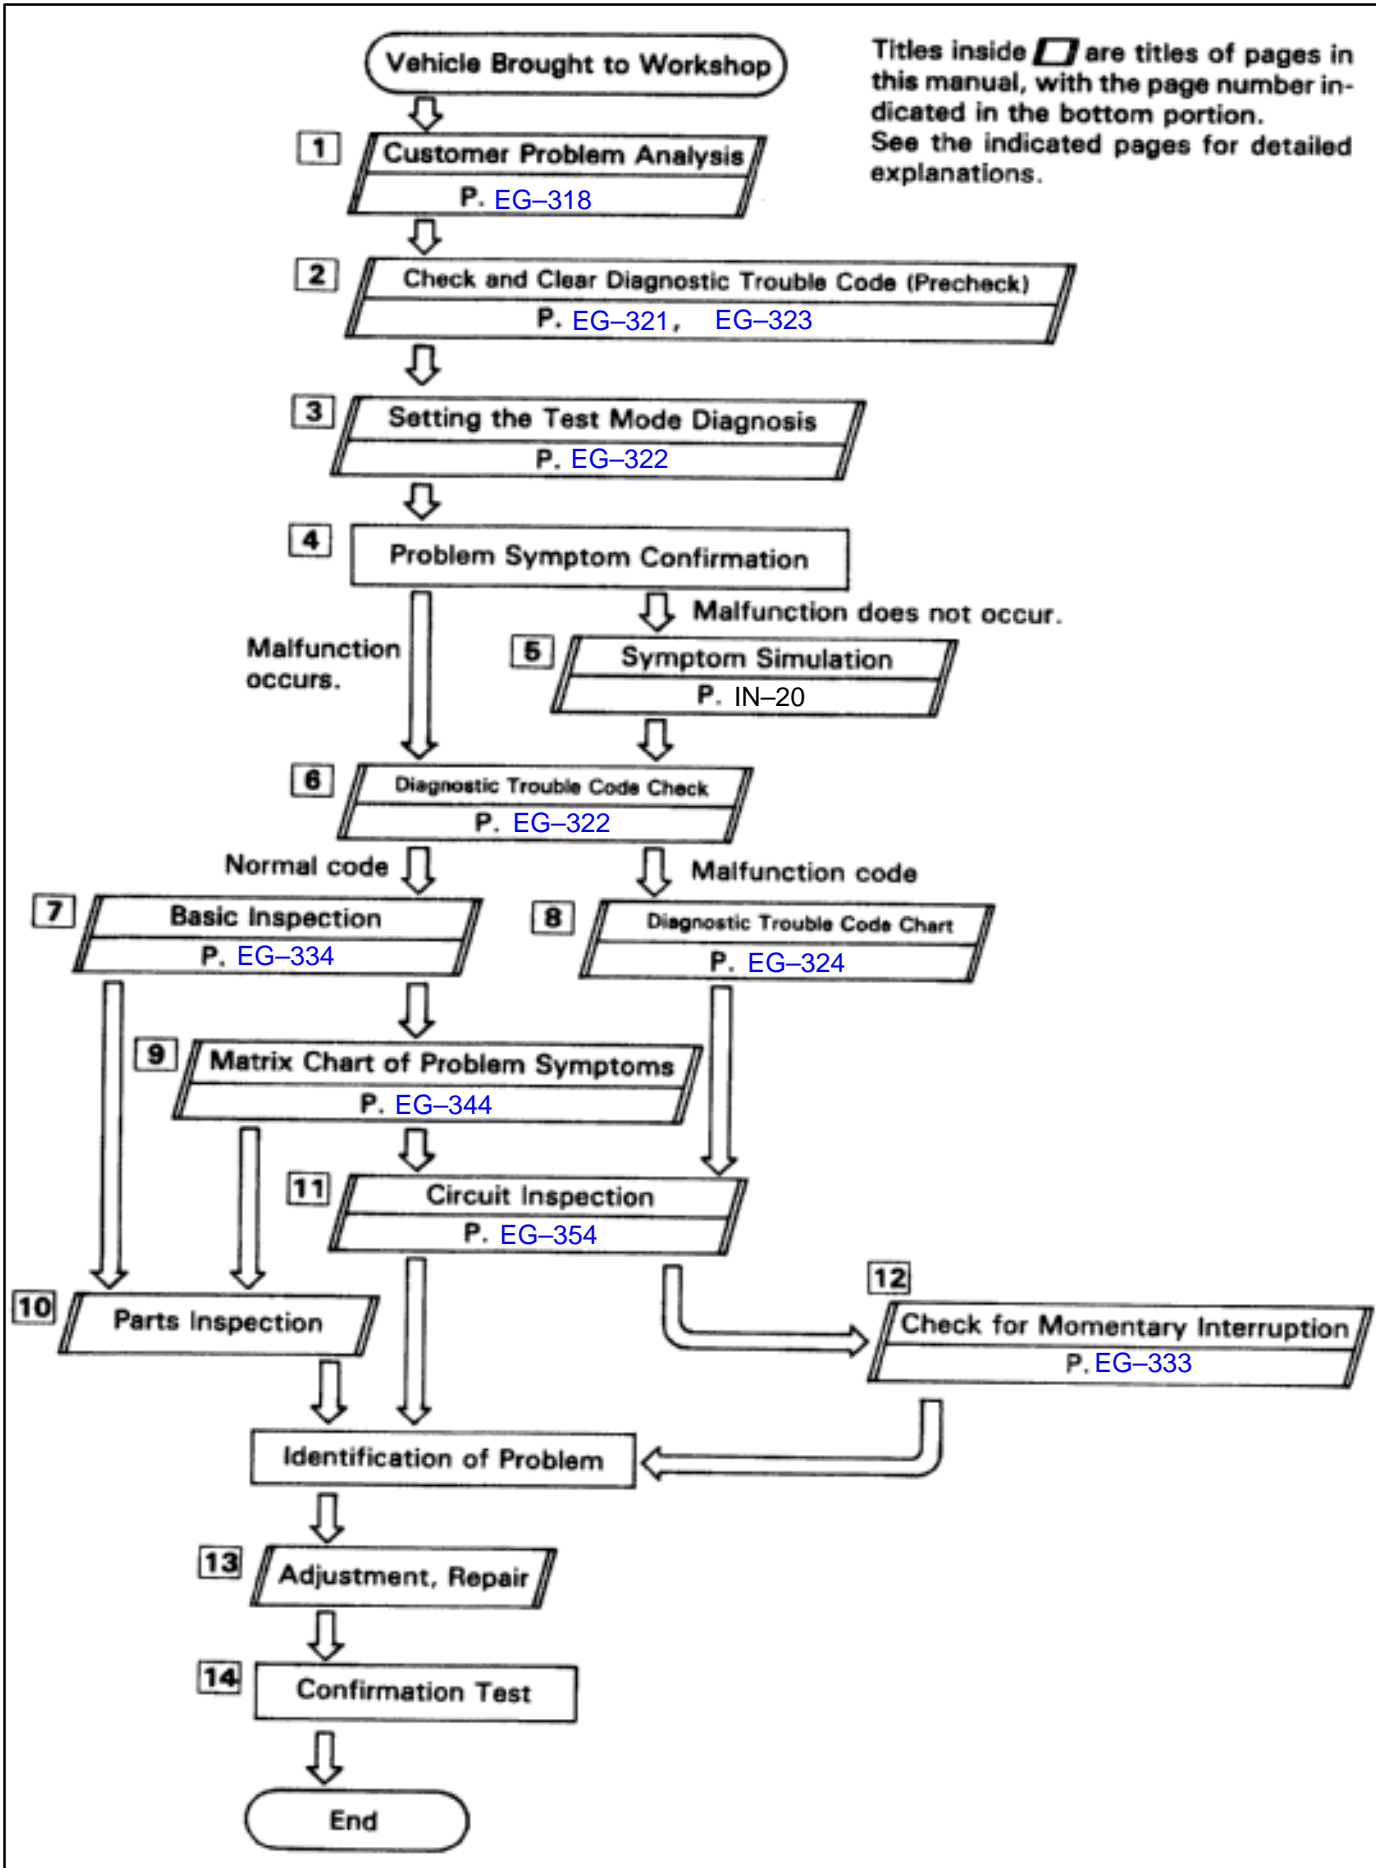 Vehicle Brought to Workshop
Titles inside are titles of pages in
this manual, with the page number in-
dicated in the bottom portion.
See the indicated pages for detailed
explanations.
1
Customer Problem Analysis
P. EG–318
2
Check and Clear Diagnostic Trouble Code (Precheck)
P. EG–321, EG–323
3
Setting the Test Mode Diagnosis
P. EG–322
4
Problem Symptom Confirmation
Malfunction does not occur.
Malfunction
occurs.
5
Symptom Simulation
P. IN–20
6
Diagnostic Trouble Code Check
P. EG–322
Normal code
Malfunction code
7
Basic Inspection
P. EG–334
8
Diagnostic Trouble Code Chart
P. EG–324
9
Matrix Chart of Problem Symptoms
P. EG–344
11
Circuit Inspection
P. EG–354
10
Parts Inspection
12
Check for Momentary Interruption
P. EG–333
Identification of Problem
13
Adjustment, Repair
14
Confirmation Test
End